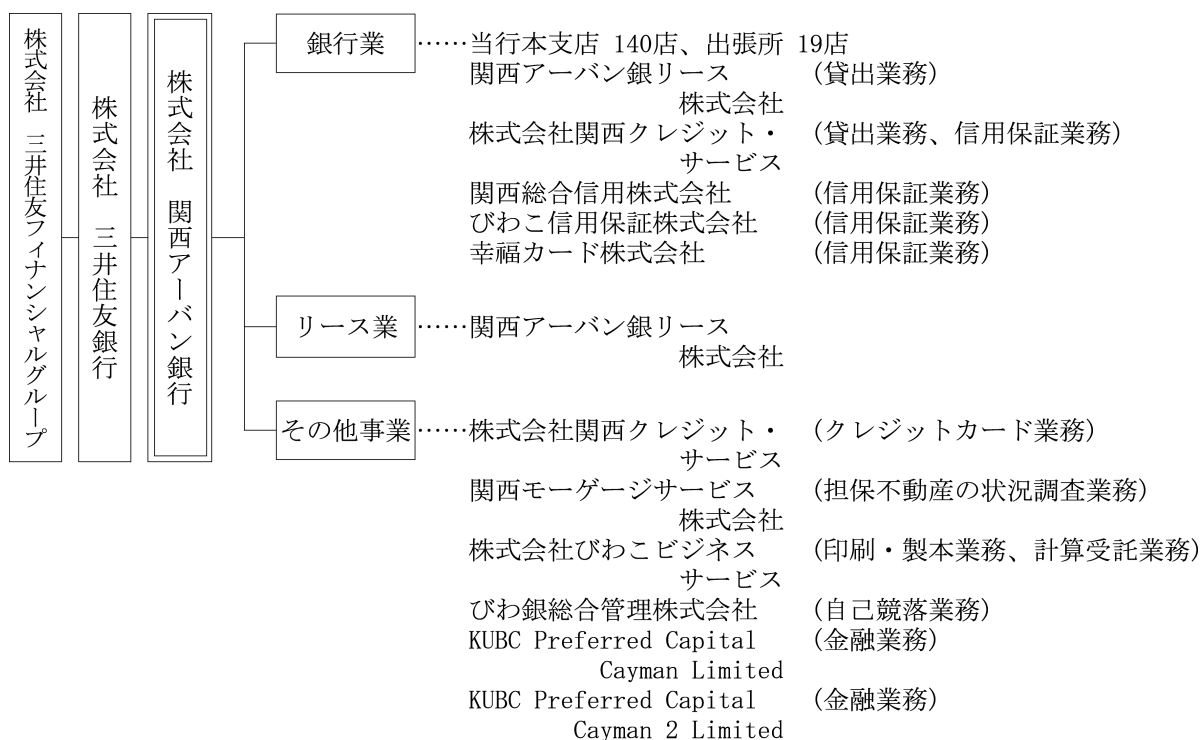 株式会社　三井住友フィナンシャルグループ
株式会社　三井住友銀行
株式会社　関西アーバン銀行
銀行業……当行本支店 140店、出張所 19店
関西アーバン銀リース　（貸出業務）
株式会社
株式会社関西クレジット・　（貸出業務、信用保証業務）
サービス
関西総合信用株式会社　（信用保証業務）
びわこ信用保証株式会社　（信用保証業務）
幸福カード株式会社　（信用保証業務）
リース業……関西アーバン銀リース
株式会社
その他事業……株式会社関西クレジット・　（クレジットカード業務）
サービス
関西モーゲージサービス　（担保不動産の状況調査業務）
株式会社
株式会社びわこビジネス　（印刷・製本業務、計算受託業務）
サービス
びわ銀総合管理株式会社　（自己競落業務）
KUBC Preferred Capital　（金融業務）
Cayman Limited
KUBC Preferred Capital　（金融業務）
Cayman 2 Limited